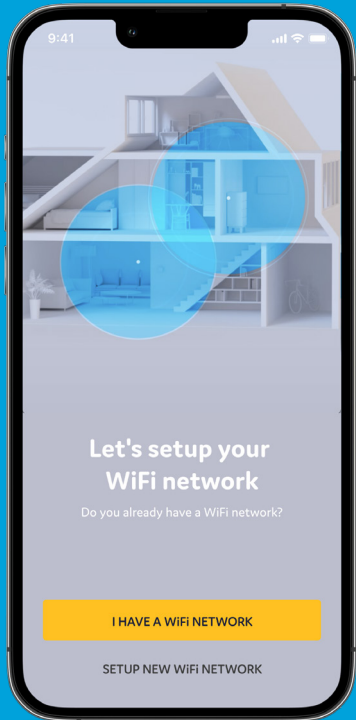 9:41
Let's setup your
WiFi network
Do you already have a WiFi network?
I HAVE A WiFi NETWORK
SETUP NEW WiFi NETWORK